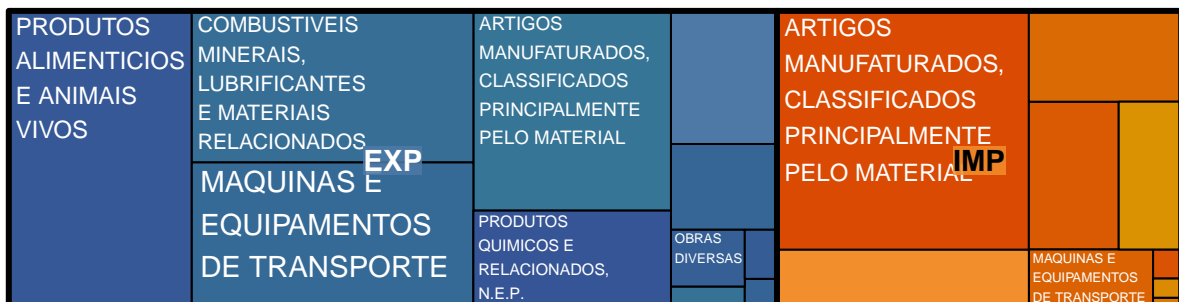 PRODUTOS
ALIMENTICIOS
E ANIMAIS
VIVOS
COMBUSTIVEIS
MINERAIS,
LUBRIFICANTES
E MATERIAIS
RELACIONADOS
EXP
MAQUINAS E
EQUIPAMENTOS
DE TRANSPORTE
ARTIGOS
MANUFATURADOS,
CLASSIFICADOS
PRINCIPALMENTE
PELO MATERIAL
PRODUTOS
QUIMICOS E
RELACIONADOS,
N.E.P.
OBRAS
DIVERSAS
ARTIGOS
MANUFATURADOS,
CLASSIFICADOS
PRINCIPALMENTE
PELO MATERIAL
IMP
MAQUINAS E
EQUIPAMENTOS
DE TRANSPORTE